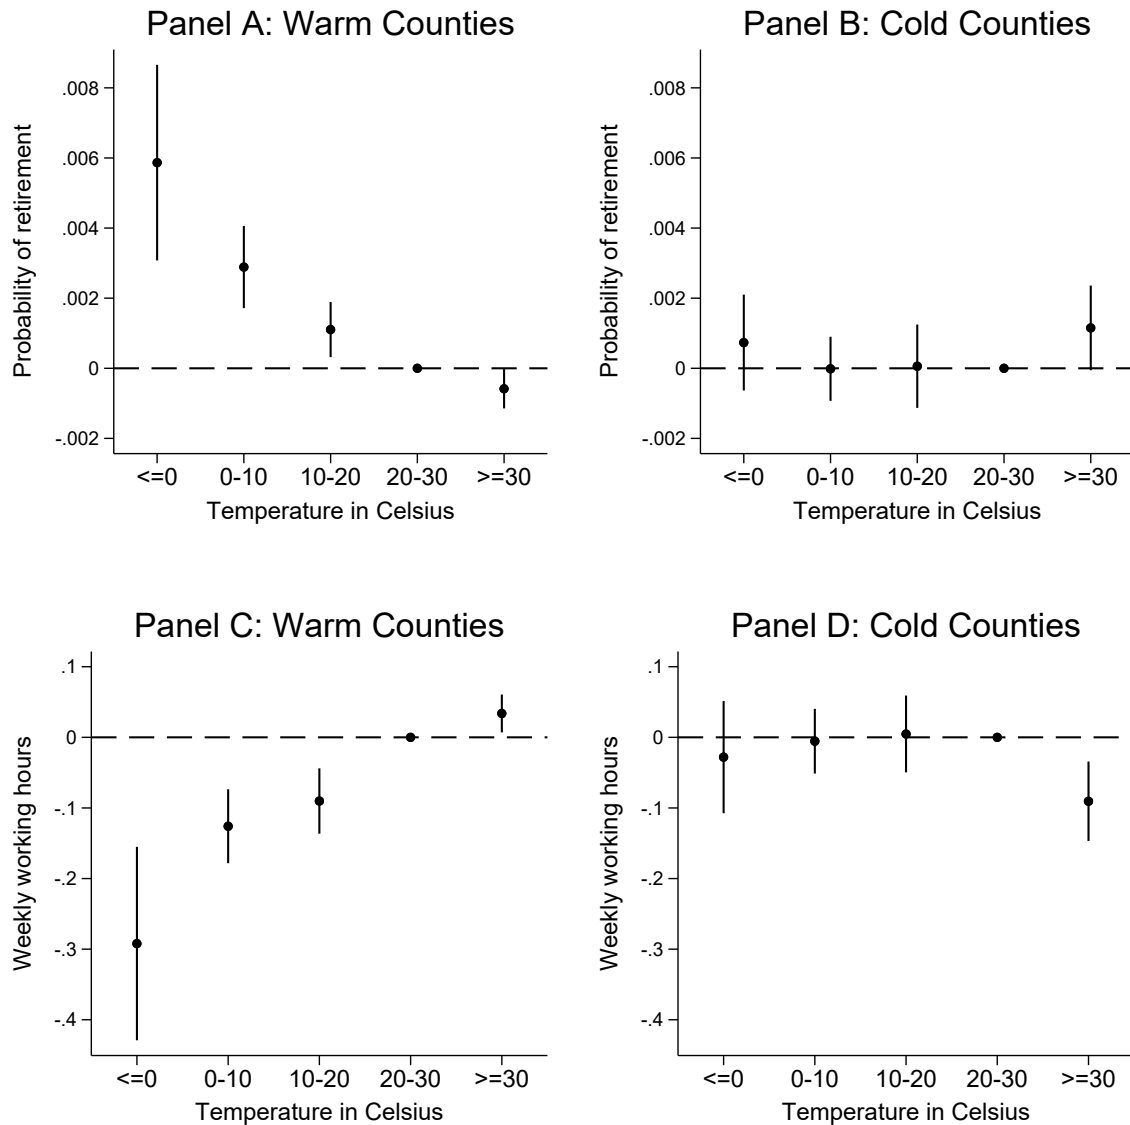 Panel A: Warm Counties
Probability of retirement
.008
.006
.004
.002
0
-.002
<=0 0-10 10-20 20-30 >=30
Temperature in Celsius
Panel B: Cold Counties
Probability of retirement
.008
.006
.004
.002
0
-.002
<=0 0-10 10-20 20-30 >=30
Temperature in Celsius
Panel C: Warm Counties
Weekly working hours
.1
0
-.1
-.2
-.3
-.4
<=0 0-10 10-20 20-30 >=30
Temperature in Celsius
Panel D: Cold Counties
Weekly working hours
.1
0
-.1
-.2
-.3
-.4
<=0 0-10 10-20 20-30 >=30
Temperature in Celsius